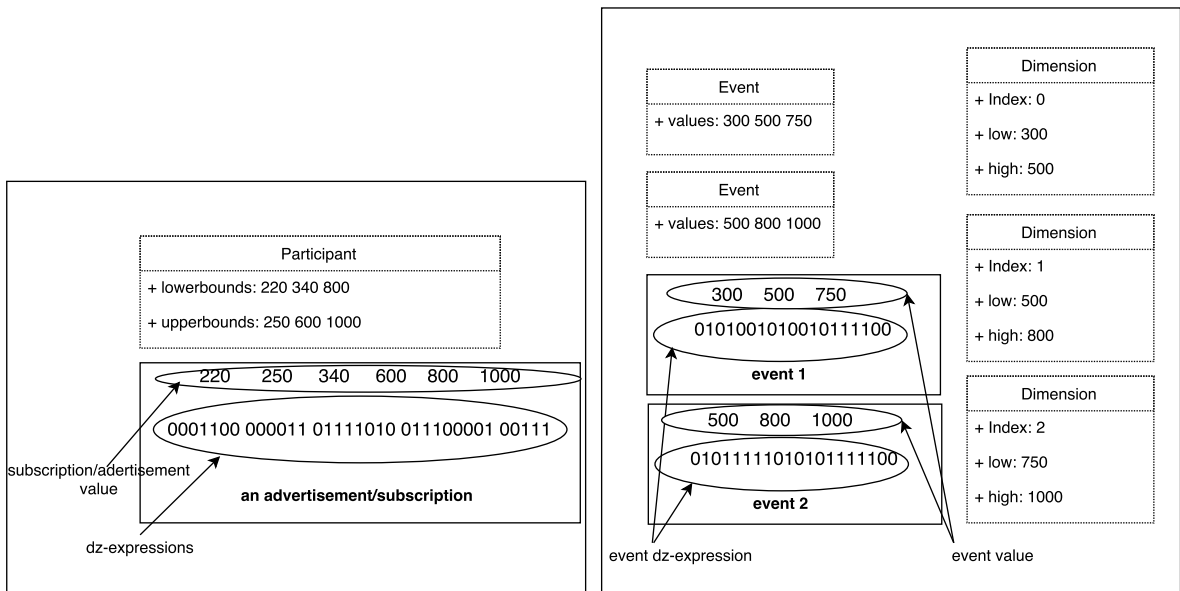 Participant
+ lowerbounds: 220 340 800
+ upperbounds: 250 600 1000
220 250 340 600 800 1000
0001100 000011 01111010 011100001 00111
subscription/adertisement
value
an advertisement/subscription
dz-expressions
Event
+ values: 300 500 750
Event
+ values: 500 800 1000
300 500 750
010100101001011100
event 1
500 800 1000
010111110101011100
event 2
event dz-expression
event value
Dimension
+ Index: 0
+ low: 300
+ high: 500
Dimension
+ Index: 1
+ low: 500
+ high: 800
Dimension
+ Index: 2
+ low: 750
+ high: 1000